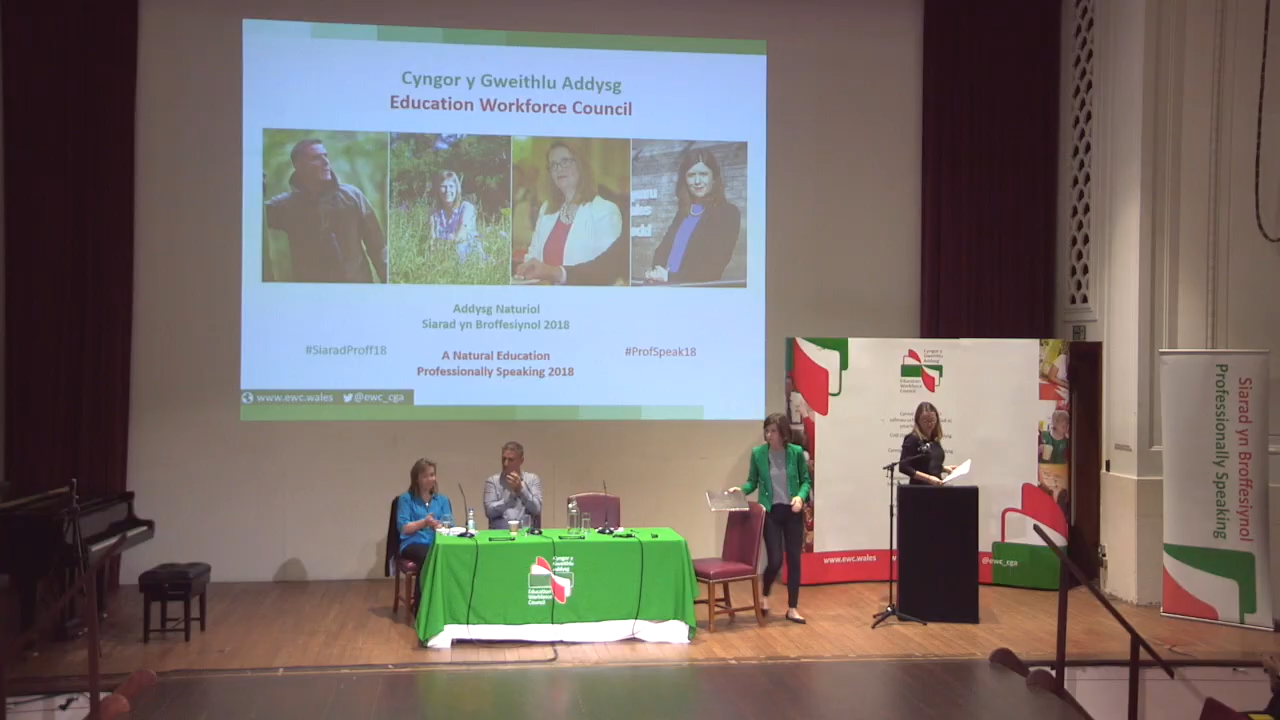 Cyngor y Gweithlu Addysg
Education Workforce Council
Addysg Naturiol
Siarad yn Broffesiynol 2018
#SiaradProff18
#ProfSpeak18
A Natural Education
Professionally Speaking 2018
www.ewc.wales
@ewc_cga
Cyngor y
Gweithlu
Addysg
Education
Workforce
Council
www.ewc.wales
@ewc_cga
Cyngor y
Gweithlu
Addysg
Education
Workforce
Council
Siarad yn Broffesiynol
Professionally Speaking